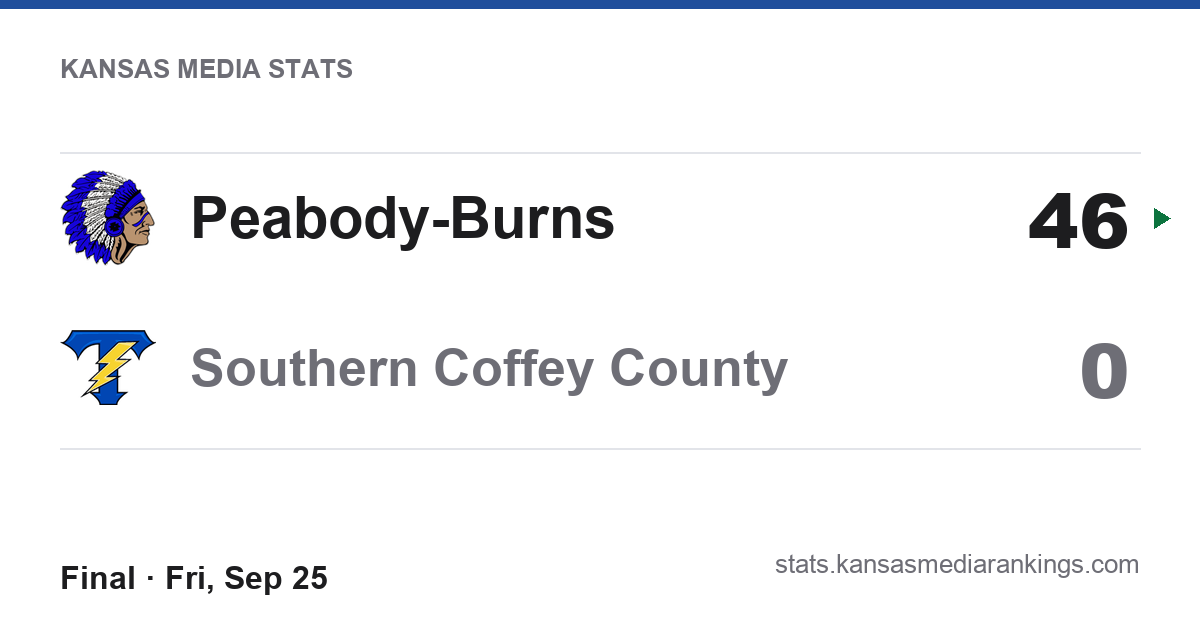 KANSAS MEDIA STATS
Peabody-Burns 46
T Southern Coffey County 0
Final · Fri, Sep 25
stats.kansasmediarankings.com